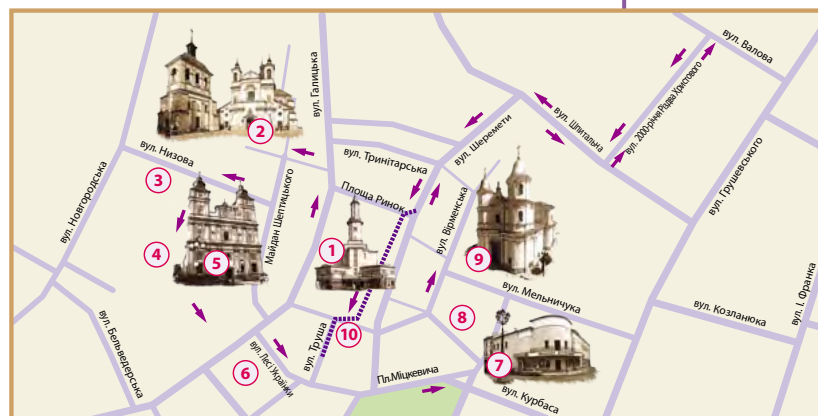 вул. Валова
вул. Галицька
вул. 2000-річчя Різдва Христового
вул. Шпитальна
2
вул. Шеремети
вул. Низова
вул. Тринітарська
3
вул. Грушевського
вул. Новгородська
Площа Ринок
Майдан Шептицького
вул. Вірменська
1
4
5
9
вул. Мельничука
вул. І. Франка
вул. Козланюка
8
10
вул. Бельведерська
вул. Труша
вул. Лесі Українки
7
6
Пл.Міцкевича
вул. Курбаса